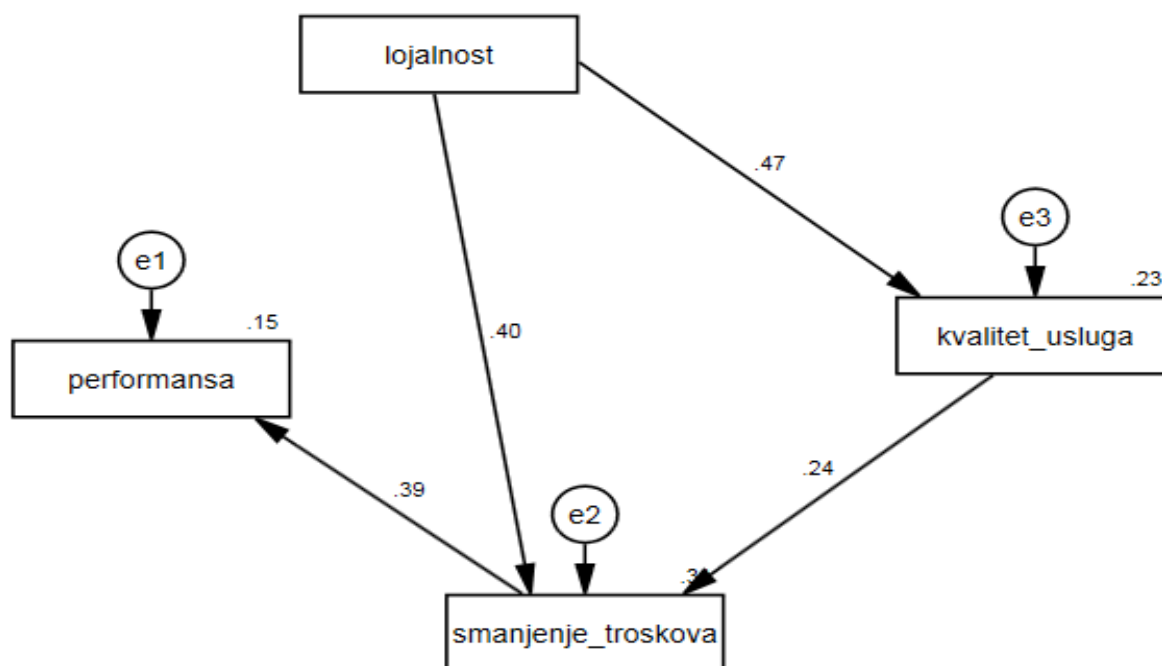 lojalnost
.47
e3
e1
.23
.15
.40
kvalitet_usluga
performansa
.24
.39
e2
smanjenje_troskova